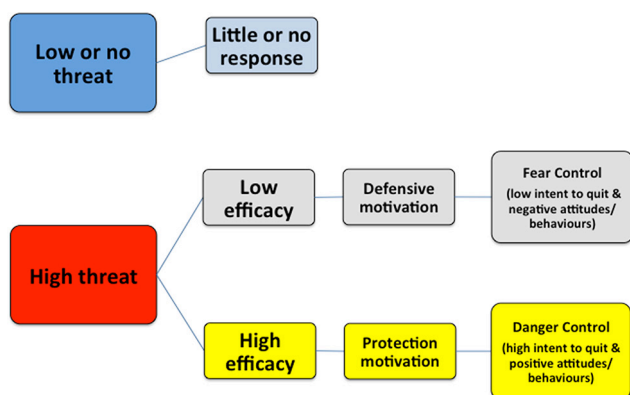 Low or no
threat
Little or no
response
High threat
Low
efficacy
Defensive
motivation
Fear Control
(low intent to quit &
negative attitudes/
behaviours)
High
efficacy
Protection
motivation
Danger Control
(high intent to quit &
positive attitudes/
behaviours)